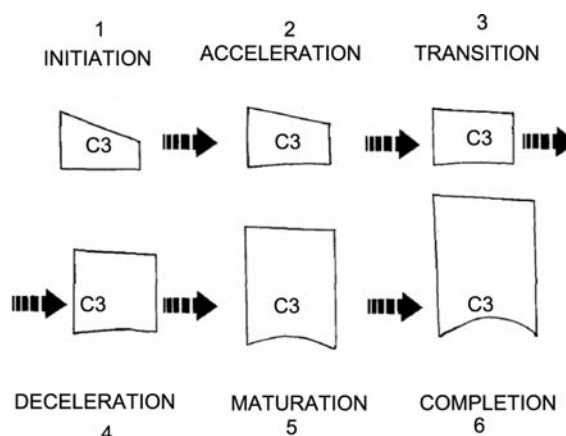 1 2 3
INITIATION ACCELERATION TRANSITION
C3 C3 C3
C3 C3 C3
DECELERATION MATURATION COMPLETION
4 5 6